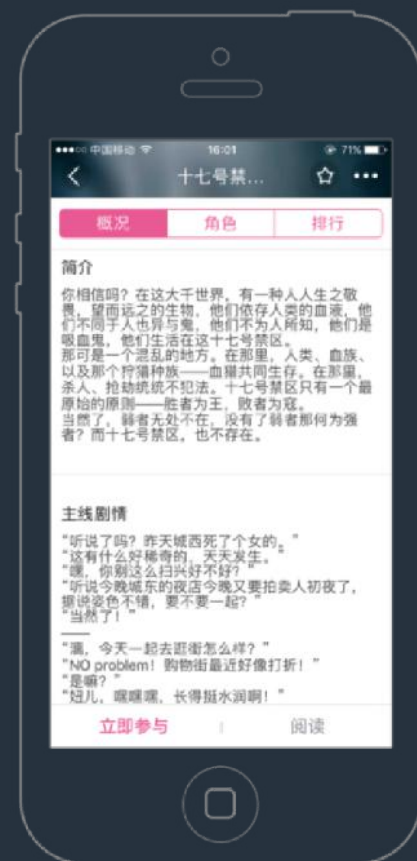 中国移动 16:01 71%
十七号禁...
概况 角色 排行
简介
你相信吗？在这大千世界，有一种人人生之敬
畏，望而远之的生物，他们依存人类的血液，他
们不同于人也异与鬼，他们不为人所知，他们是
吸血鬼，他们生活在这十七号禁区。
那可是一个混乱的地方。在那里，人类、血族、
以及那个狩猎种族——血猎共同生存。在那里，
杀人、抢劫统统不犯法。十七号禁区只有一个最
原始的原则——胜者为王，败者为寇。
当然了，弱者无处不在，没有了弱者那何为强
者？而十七号禁区，也不存在。
主线剧情
“听说了吗？昨天城西死了个女的。”
“这有什么好稀奇的，天天发生。”
“嘿，你别这么扫兴好不好？”
“听说今晚城东的夜店今晚又要拍卖人初夜了，
据说姿色不错，要不要一起？”
“当然了！”
——
“漓，今天一起去逛街怎么样？”
“NO problem！购物街最近好像打折！”
“是嘛？”
“妞儿，嘿嘿嘿，长得挺水润啊！”
立即参与 | 阅读